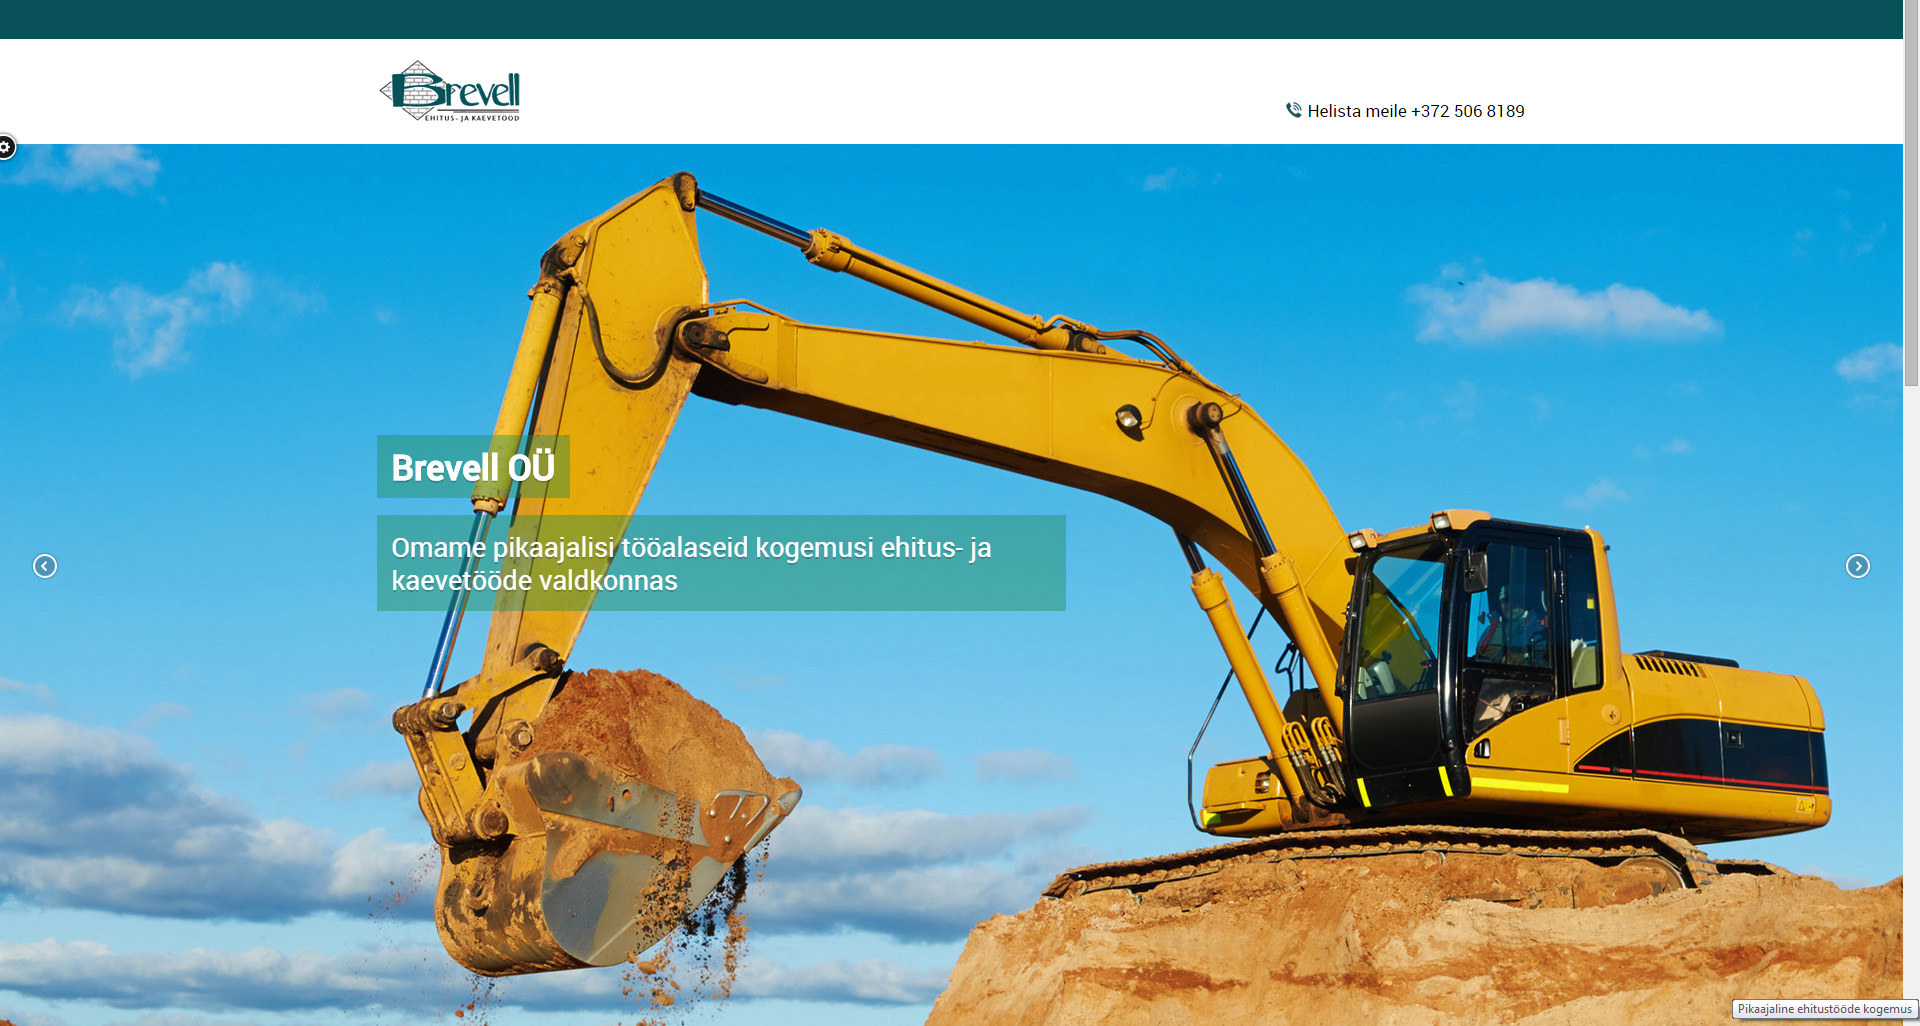 Brevell
EHITUS- JA KAEVETÖÖD
Helista meile +372 506 8189
Brevell OÜ
Omame pikaajalisi tööalaseid kogemusi ehitus- ja
kaevetööde valdkonnas
Pikaajaline ehitustööde kogemus